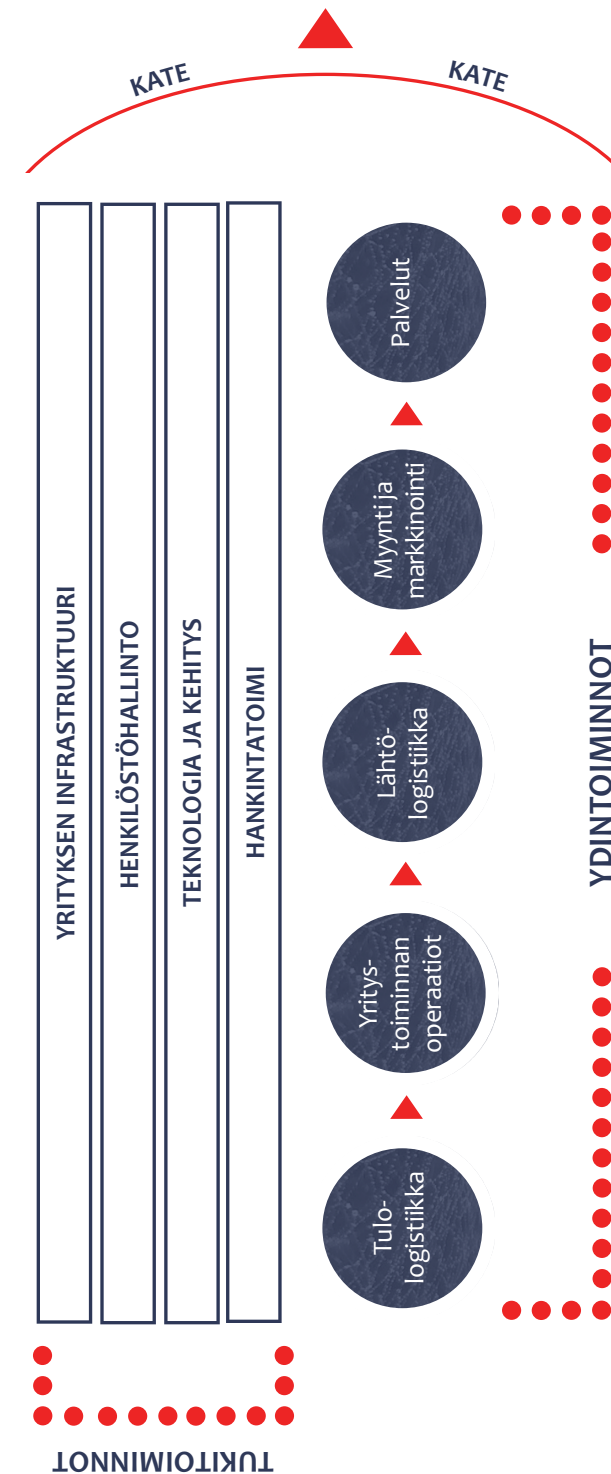 TUKITOIMINNOT
YRITYKSEN INFRASTRUKTUURI
HENKILÖSTÖHALLINTO
TEKNOLOGIA JA KEHITYS
HANKINTATOIMI
Tulo-
logistiikka
Yritys-
toiminnan
operaatiot
Lähtö-
logistiikka
Myynti ja
markkinointi
Palvelut
KATE
KATE
YDINTOIMINNOT